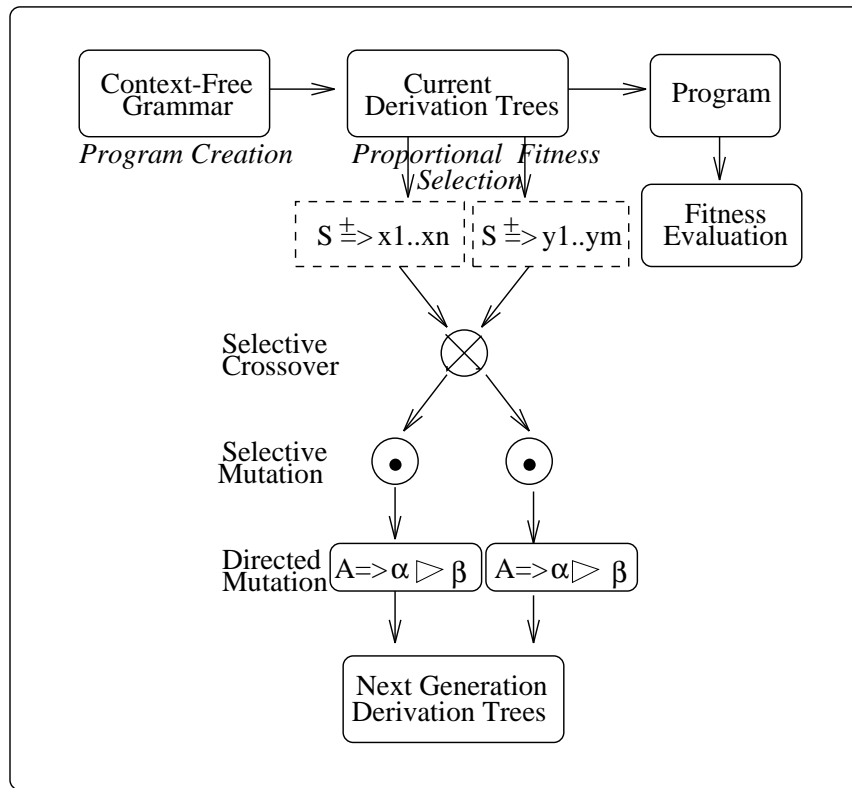 Context-Free
Grammar
Current
Derivation Trees
Program
Program Creation
Proportional Fitness
Selection
S ±=> x1..xn
S ±=> y1..ym
Fitness
Evaluation
Selective
Crossover
Selective
Mutation
Directed
Mutation
A=>α ▷ β
A=>α ▷ β
Next Generation
Derivation Trees